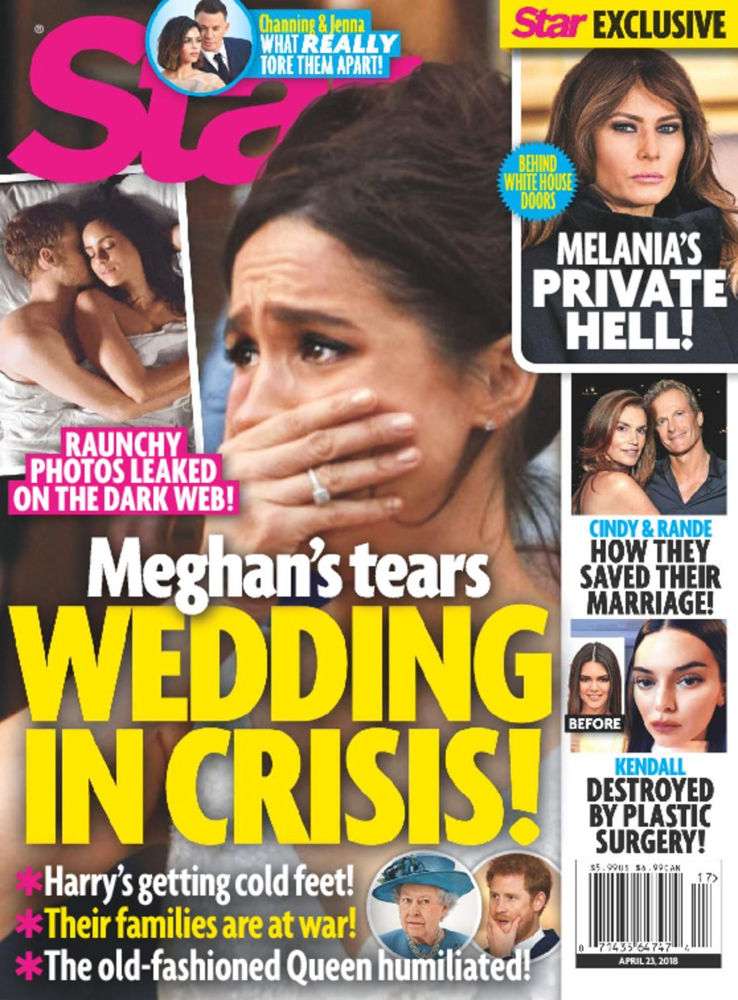 Star
®
Channing & Jenna
WHAT REALLY
TORE THEM APART!
Star EXCLUSIVE
BEHIND
WHITE HOUSE
DOORS
MELANIA'S
PRIVATE
HELL!
RAUNCHY
PHOTOS LEAKED
ON THE DARK WEB!
Meghan's tears
WEDDING
IN CRISIS!
*Harry's getting cold feet!
*Their families are at war!
*The old-fashioned Queen humiliated!
CINDY & RANDE
HOW THEY
SAVED THEIR
MARRIAGE!
BEFORE
KENDALL
DESTROYED
BY PLASTIC
SURGERY!
$5.99US $6.99CAN
17>
0 71435 64747 4
APRIL 23, 2018